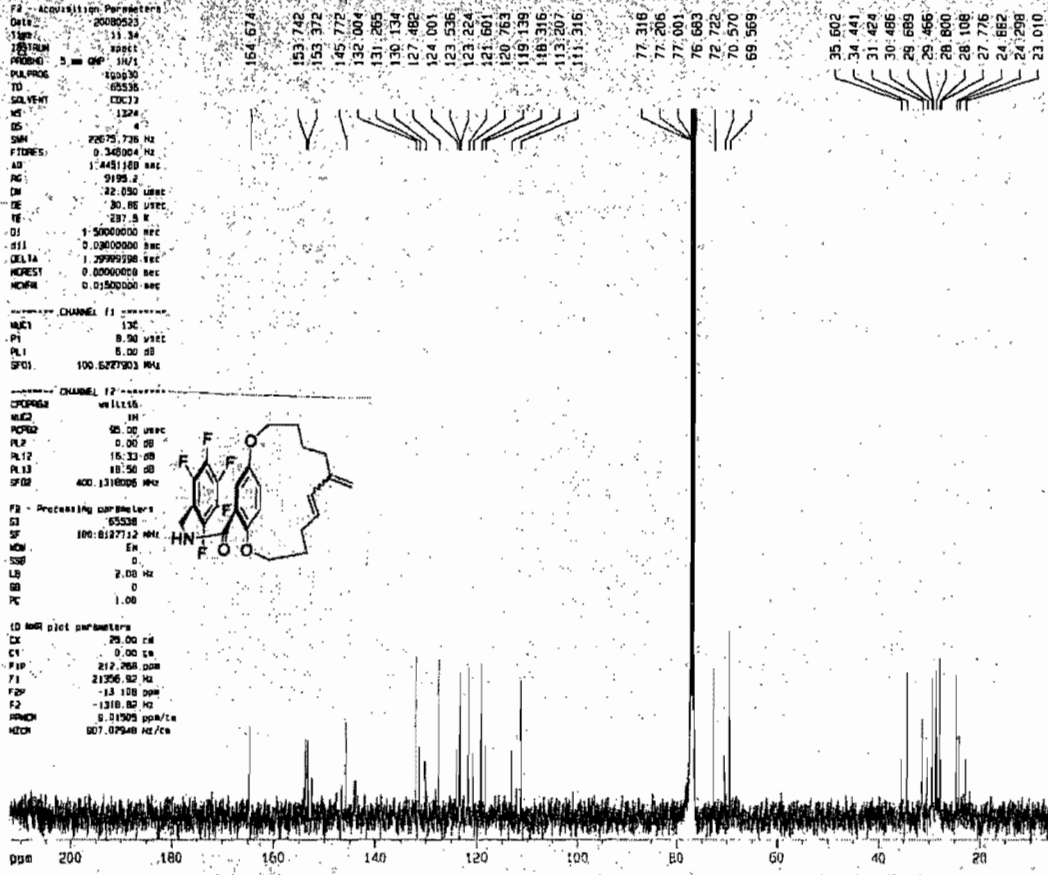 F2 - Acquisition Parameters
Date_ 20080523
Time 11.34
INSTRUM spect
PROBHD 5 mm QNP 1H/1
PULPROG zgpg30
TD 65536
SOLVENT CDCl3
NS 1324
DS 4
SWH 22675.736 Hz
FIDRES 0.346004 Hz
AQ 1.4451188 sec
RG 9195.2
DW 22.050 usec
DE 30.86 usec
TE 297.5 K
D1 1.50000000 sec
d11 0.03000000 sec
DELTA 1.39999998 sec
MCREST 0.00000000 sec
MCWRK 0.01500000 sec
======== CHANNEL f1 ========
NUC1 13C
P1 8.90 usec
PL1 6.00 dB
SFO1 100.6227903 MHz
======== CHANNEL f2 ========
CPDPRG2 waltz16
NUC2 1H
PCPD2 95.00 usec
PL2 0.00 dB
PL12 16.33 dB
PL13 18.50 dB
SFO2 400.1316005 MHz
F2 - Processing parameters
SI 65536
SF 100.6127712 MHz
WDW EM
SSB 0
LB 2.00 Hz
GB 0
PC 1.00
1D NMR plot parameters
CX 25.00 cm
CY 0.00 cm
F1P 212.268 ppm
F1 21356.92 Hz
F2P -13.108 ppm
F2 -1318.82 Hz
PPMCM 9.01505 ppm/cm
HZCM 907.02948 Hz/cm
164.674
153.742
153.372
145.772
132.004
131.265
130.134
127.482
124.001
123.536
123.224
121.601
120.763
119.139
118.316
113.207
111.316
77.318
77.206
77.001
76.683
72.722
70.570
69.569
35.602
34.441
31.424
30.486
29.689
29.466
28.800
28.108
27.776
24.662
24.298
23.010
F
F
F
F
F
O
O
O
HN
ppm 200 180 160 140 120 100 80 60 40 20